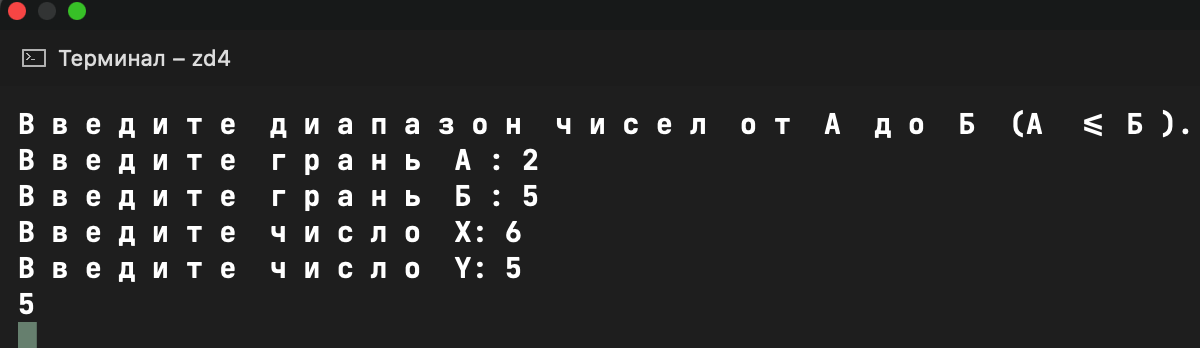 Терминал – zd4
Введите диапазон чисел от А до Б (А ⩽ Б).
Введите грань А: 2
Введите грань Б: 5
Введите число X: 6
Введите число Y: 5
5